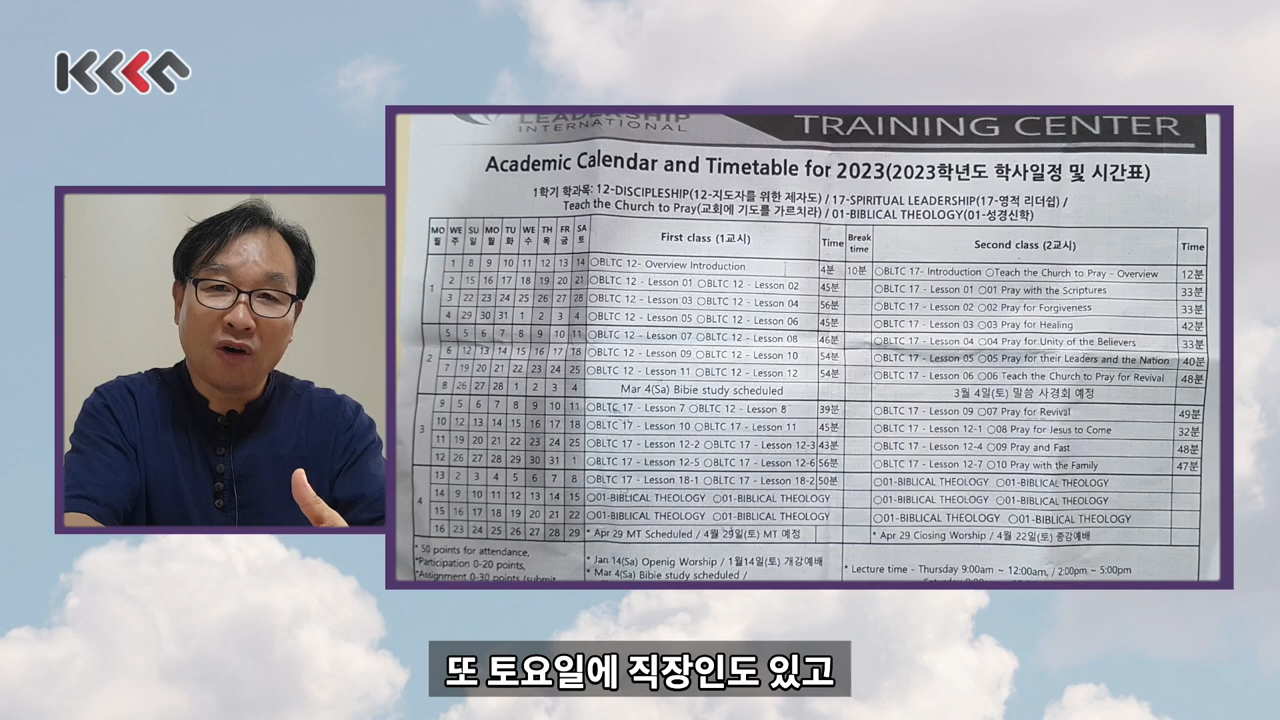 KCCC
LEADERSHIP
INTERNATIONAL
TRAINING CENTER
Academic Calendar and Timetable for 2023(2023학년도 학사일정 및 시간표)
1학기 학과목: 12-DISCIPLESHIP(12-지도자를 위한 제자도) / 17-SPIRITUAL LEADERSHIP(17-영적 리더쉽) /
Teach the Church to Pray(교회에 기도를 가르치라) / 01-BIBLICAL THEOLOGY(01-성경신학)
MO 월 WE 주 SU 일 MO 월 TU 화 WE 수 TH 목 FR 금 SA 토 First class (1교시) Time Break time Second class (2교시) Time
1 1 8 9 10 11 12 13 14 ○BLTC 12- Overview Introduction 4분 10분 ○BLTC 17- Introduction ○Teach the Church to Pray - Overview 12분
2 15 16 17 18 19 20 21 ○BLTC 12 - Lesson 01 ○BLTC 12 - Lesson 02 45분 ○BLTC 17 - Lesson 01 ○01 Pray with the Scriptures 33분
3 22 23 24 25 26 27 28 ○BLTC 12 - Lesson 03 ○BLTC 12 - Lesson 04 56분 ○BLTC 17 - Lesson 02 ○02 Pray for Forgiveness 33분
4 29 30 31 1 2 3 4 ○BLTC 12 - Lesson 05 ○BLTC 12 - Lesson 06 45분 ○BLTC 17 - Lesson 03 ○03 Pray for Healing 42분
2 5 5 6 7 8 9 10 11 ○BLTC 12 - Lesson 07 ○BLTC 12 - Lesson 08 46분 ○BLTC 17 - Lesson 04 ○04 Pray for Unity of the Believers 33분
6 12 13 14 15 16 17 18 ○BLTC 12 - Lesson 09 ○BLTC 12 - Lesson 10 54분 ○BLTC 17 - Lesson 05 ○05 Pray for their Leaders and the Nation 40분
7 19 20 21 22 23 24 25 ○BLTC 12 - Lesson 11 ○BLTC 12 - Lesson 12 54분 ○BLTC 17 - Lesson 06 ○06 Teach the Church to Pray for Revival 48분
8 26 27 28 1 2 3 4 Mar 4(Sa) Bibie study scheduled 3월 4일(토) 말씀 사경회 예정
3 9 5 6 7 8 9 10 11 ○BLTC 17 - Lesson 7 ○BLTC 12 - Lesson 8 39분 ○BLTC 17 - Lesson 09 ○07 Pray for Revival 49분
10 12 13 14 15 16 17 18 ○BLTC 17 - Lesson 10 ○BLTC 17 - Lesson 11 45분 ○BLTC 17 - Lesson 12-1 ○08 Pray for Jesus to Come 32분
11 19 20 21 22 23 24 25 ○BLTC 17 - Lesson 12-2 ○BLTC 17 - Lesson 12-3 43분 ○BLTC 17 - Lesson 12-4 ○09 Pray and Fast 48분
12 26 27 28 29 30 31 1 ○BLTC 17 - Lesson 12-5 ○BLTC 17 - Lesson 12-6 56분 ○BLTC 17 - Lesson 12-7 ○10 Pray with the Family 47분
4 13 2 3 4 5 6 7 8 ○BLTC 17 - Lesson 18-1 ○BLTC 17 - Lesson 18-2 50분 ○01-BIBLICAL THEOLOGY ○01-BIBLICAL THEOLOGY
14 9 10 11 12 13 14 15 ○01-BIBLICAL THEOLOGY ○01-BIBLICAL THEOLOGY ○01-BIBLICAL THEOLOGY ○01-BIBLICAL THEOLOGY
15 16 17 18 19 20 21 22 ○01-BIBLICAL THEOLOGY ○01-BIBLICAL THEOLOGY ○01-BIBLICAL THEOLOGY ○01-BIBLICAL THEOLOGY
16 23 24 25 26 27 28 29 * Apr 29 MT Scheduled / 4월 29일(토) MT 예정 * Apr 29 Closing Worship / 4월 22일(토) 종강예배
* 50 points for attendance,
*Participation 0-20 points,
*Assignment 0-30 points (submit
* Jan 14(Sa) Openig Worship / 1월14일(토) 개강예배
* Mar 4(Sa) Bibie study scheduled /
* Lecture time - Thursday 9:00am ~ 12:00am, / 2:00pm ~ 5:00pm
또 토요일에 직장인도 있고